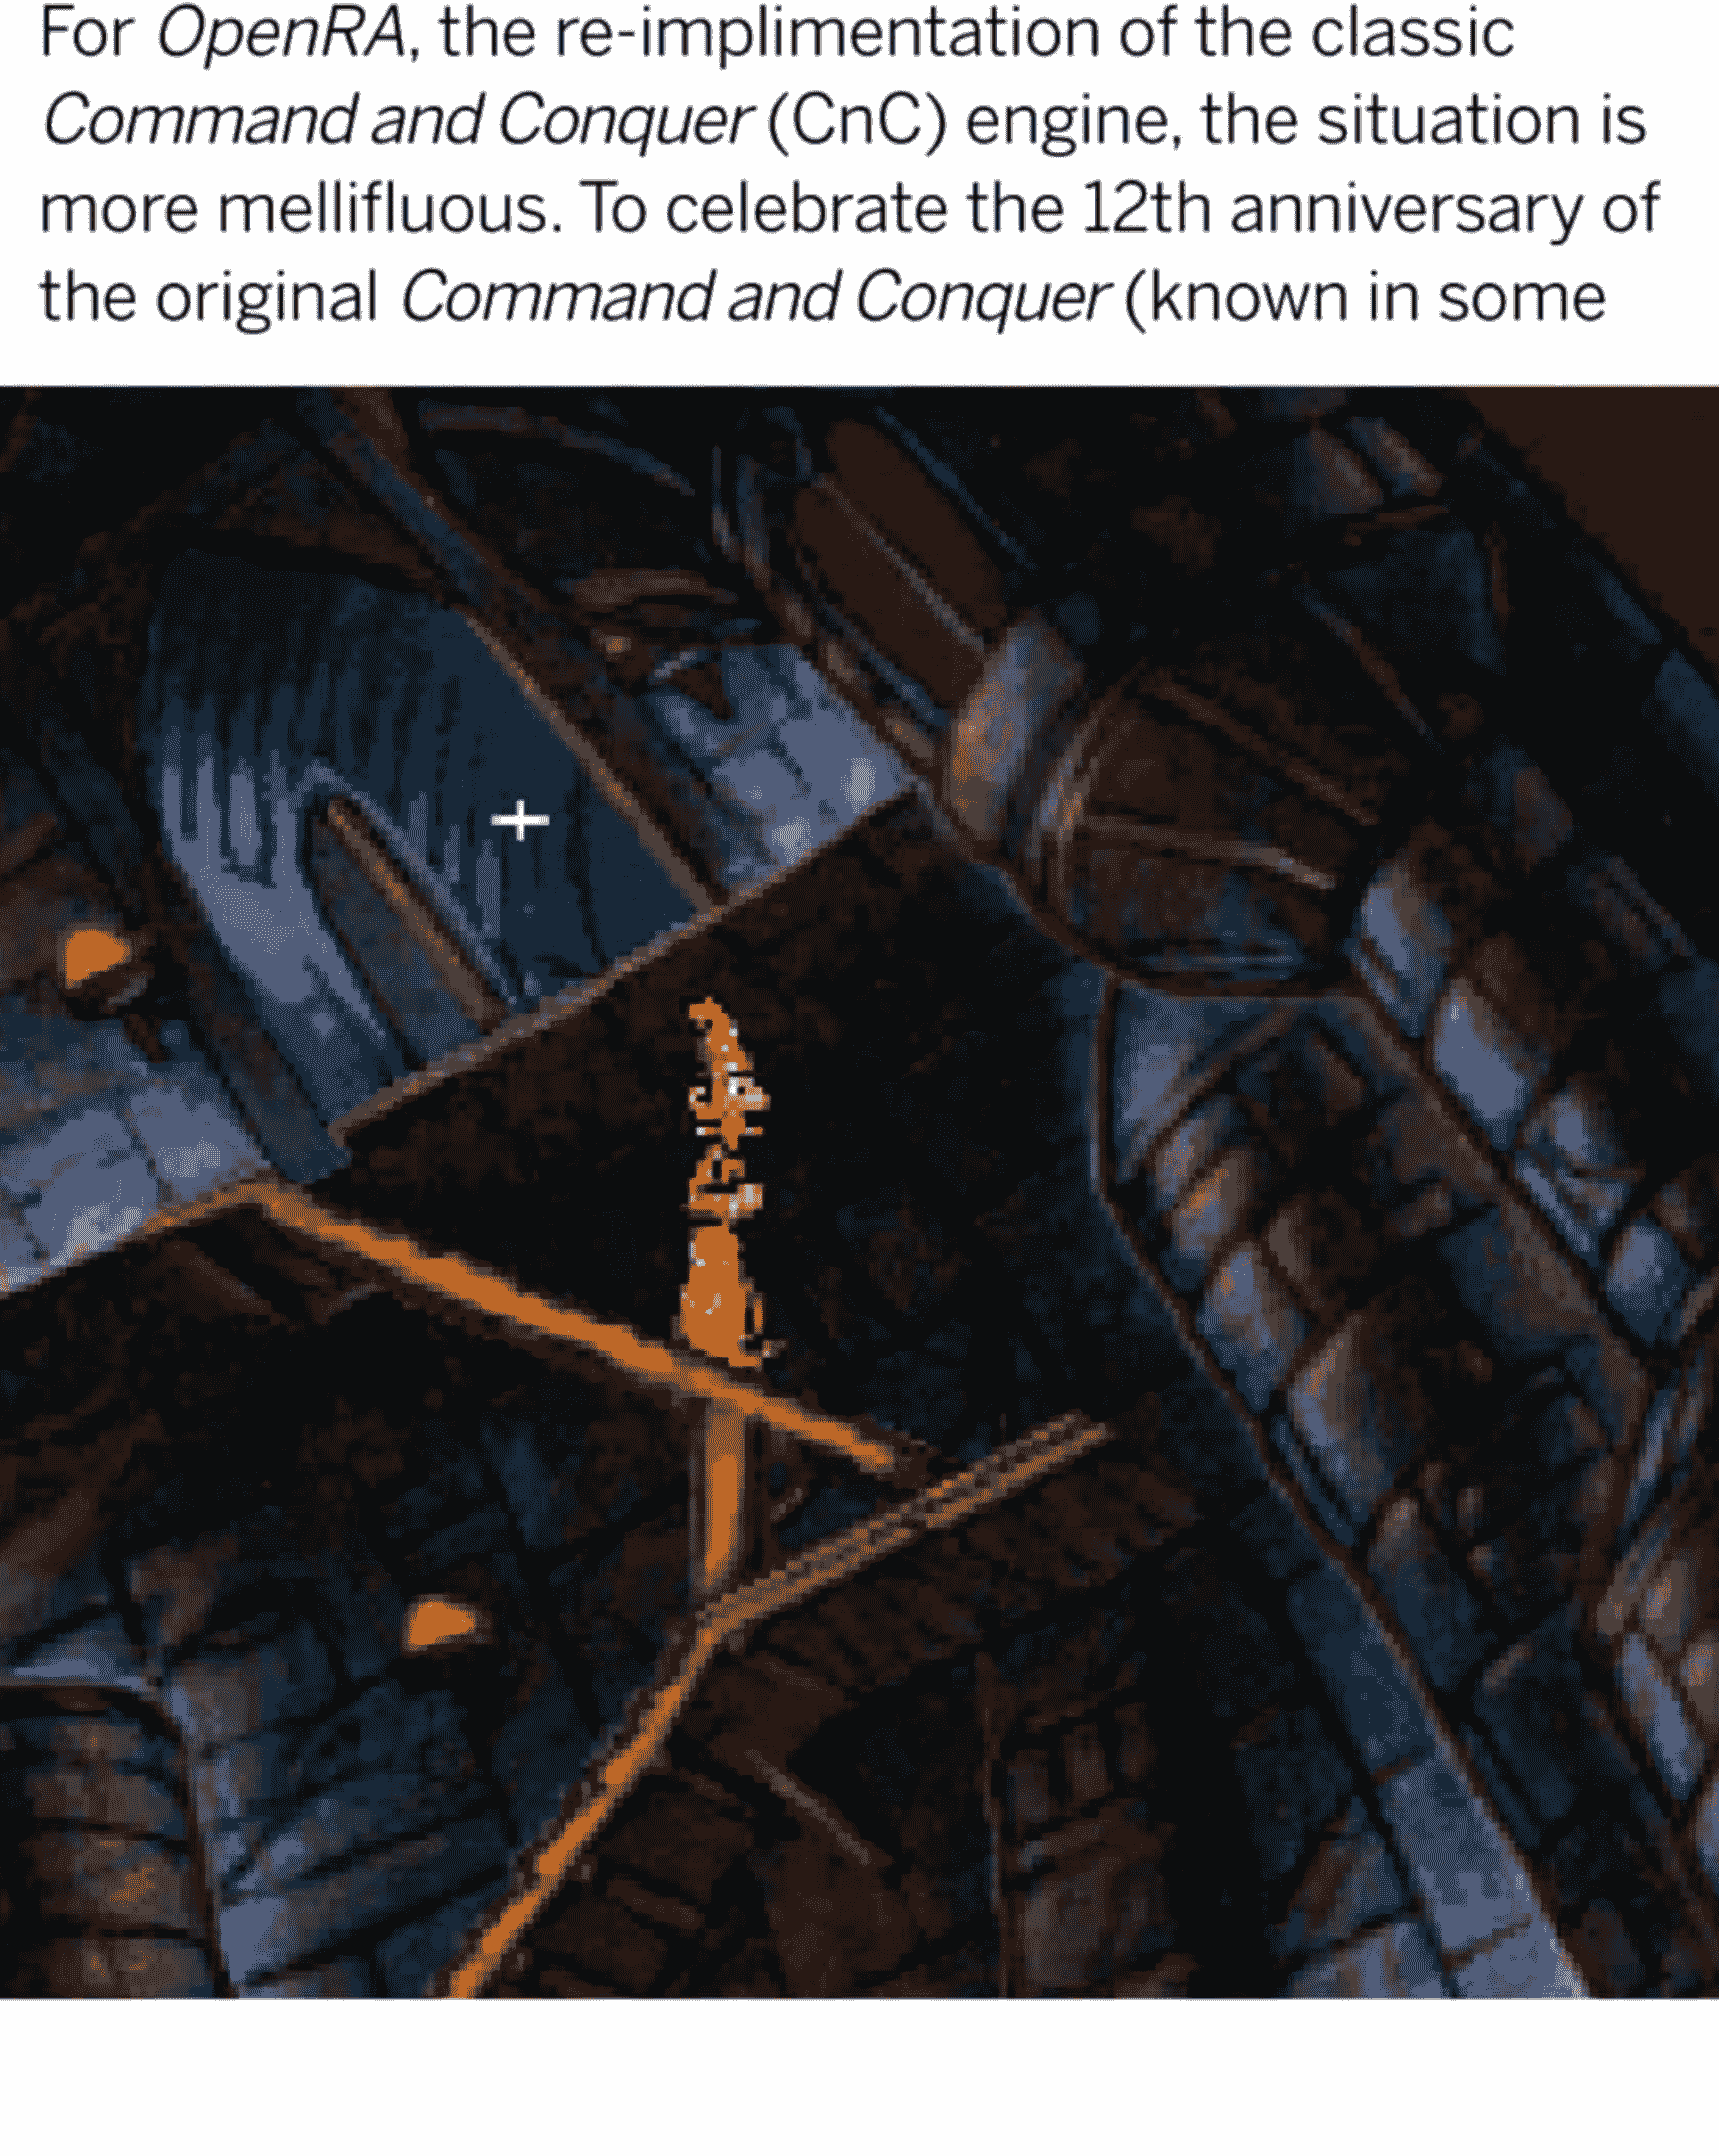 For OpenRA, the re-implimentation of the classic
Command and Conquer (CnC) engine, the situation is
more mellifluous. To celebrate the 12th anniversary of
the original Command and Conquer (known in some